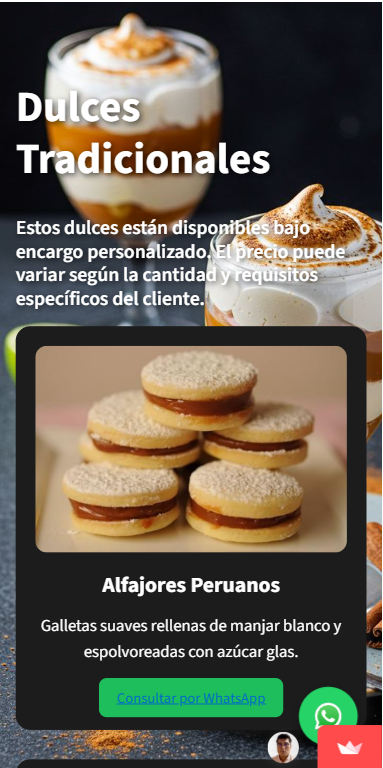 Dulces
Tradicionales
Estos dulces están disponibles bajo
encargo personalizado. El precio puede
variar según la cantidad y requisitos
específicos del cliente.
Alfajores Peruanos
Galletas suaves rellenas de manjar blanco y
espolvoreadas con azúcar glas.
Consultar por WhatsApp